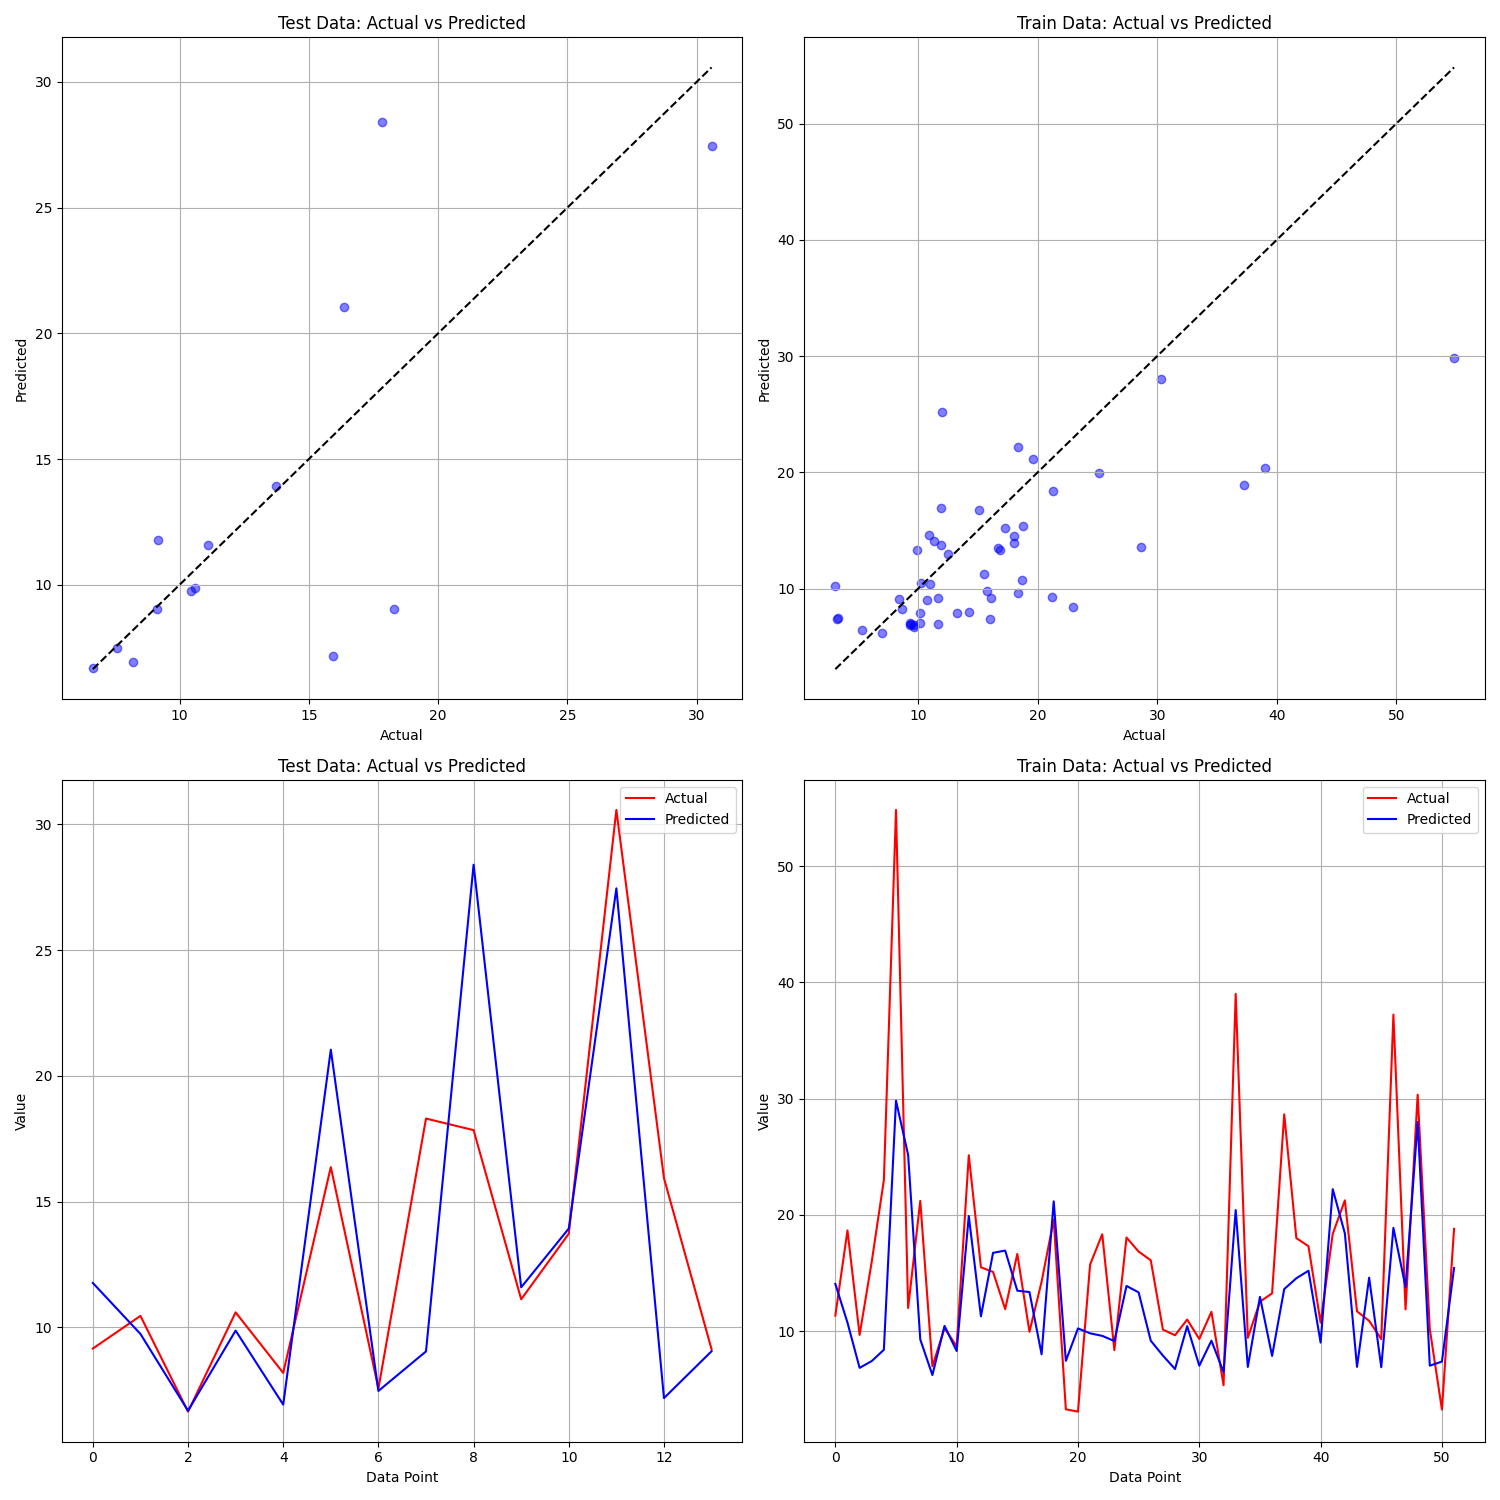 Test Data: Actual vs Predicted
30
25
20
15
10
Predicted
10 15 20 25 30
Actual
Train Data: Actual vs Predicted
50
40
30
20
10
Predicted
10 20 30 40 50
Actual
Test Data: Actual vs Predicted
Actual
Predicted
30
25
20
15
10
Value
0 2 4 6 8 10 12
Data Point
Train Data: Actual vs Predicted
Actual
Predicted
50
40
30
20
10
Value
0 10 20 30 40 50
Data Point